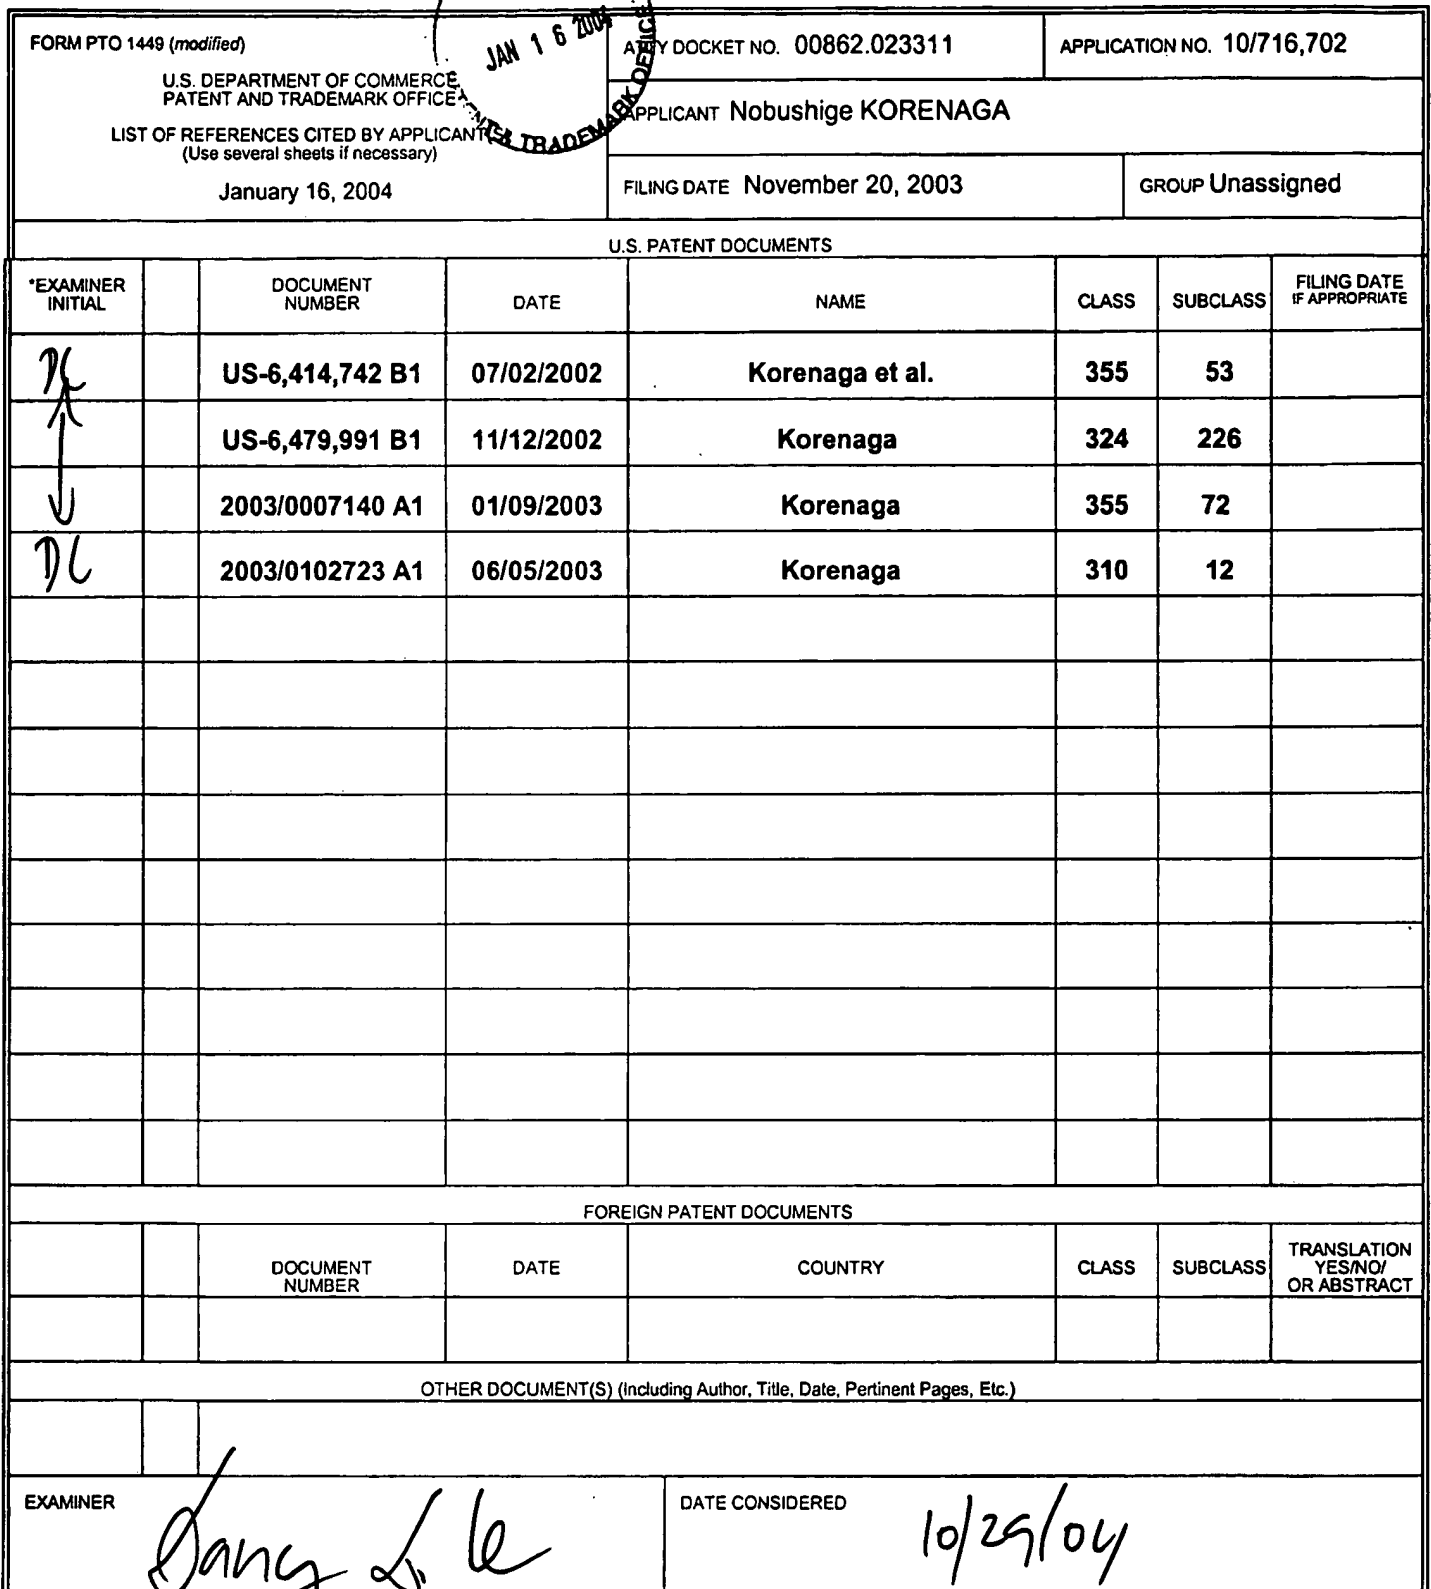 FORM PTO 1449 (modified)
U.S. DEPARTMENT OF COMMERCE
PATENT AND TRADEMARK OFFICE
LIST OF REFERENCES CITED BY APPLICANT
(Use several sheets if necessary)
January 16, 2004
JAN 16 2004
TRADEMARK OFFICE
DOCKET NO. 00862.023311
APPLICATION NO. 10/716,702
APPLICANT Nobushige KORENAGA
FILING DATE November 20, 2003
GROUP Unassigned
U.S. PATENT DOCUMENTS
*EXAMINER INITIAL DOCUMENT NUMBER DATE NAME CLASS SUBCLASS FILING DATE IF APPROPRIATE
US-6,414,742 B1 07/02/2002 Korenaga et al. 355 53
US-6,479,991 B1 11/12/2002 Korenaga 324 226
2003/0007140 A1 01/09/2003 Korenaga 355 72
DL 2003/0102723 A1 06/05/2003 Korenaga 310 12
FOREIGN PATENT DOCUMENTS
DOCUMENT NUMBER DATE COUNTRY CLASS SUBCLASS TRANSLATION YES/NO/ OR ABSTRACT
OTHER DOCUMENT(S) (Including Author, Title, Date, Pertinent Pages, Etc.)
EXAMINER
DATE CONSIDERED 10/29/04